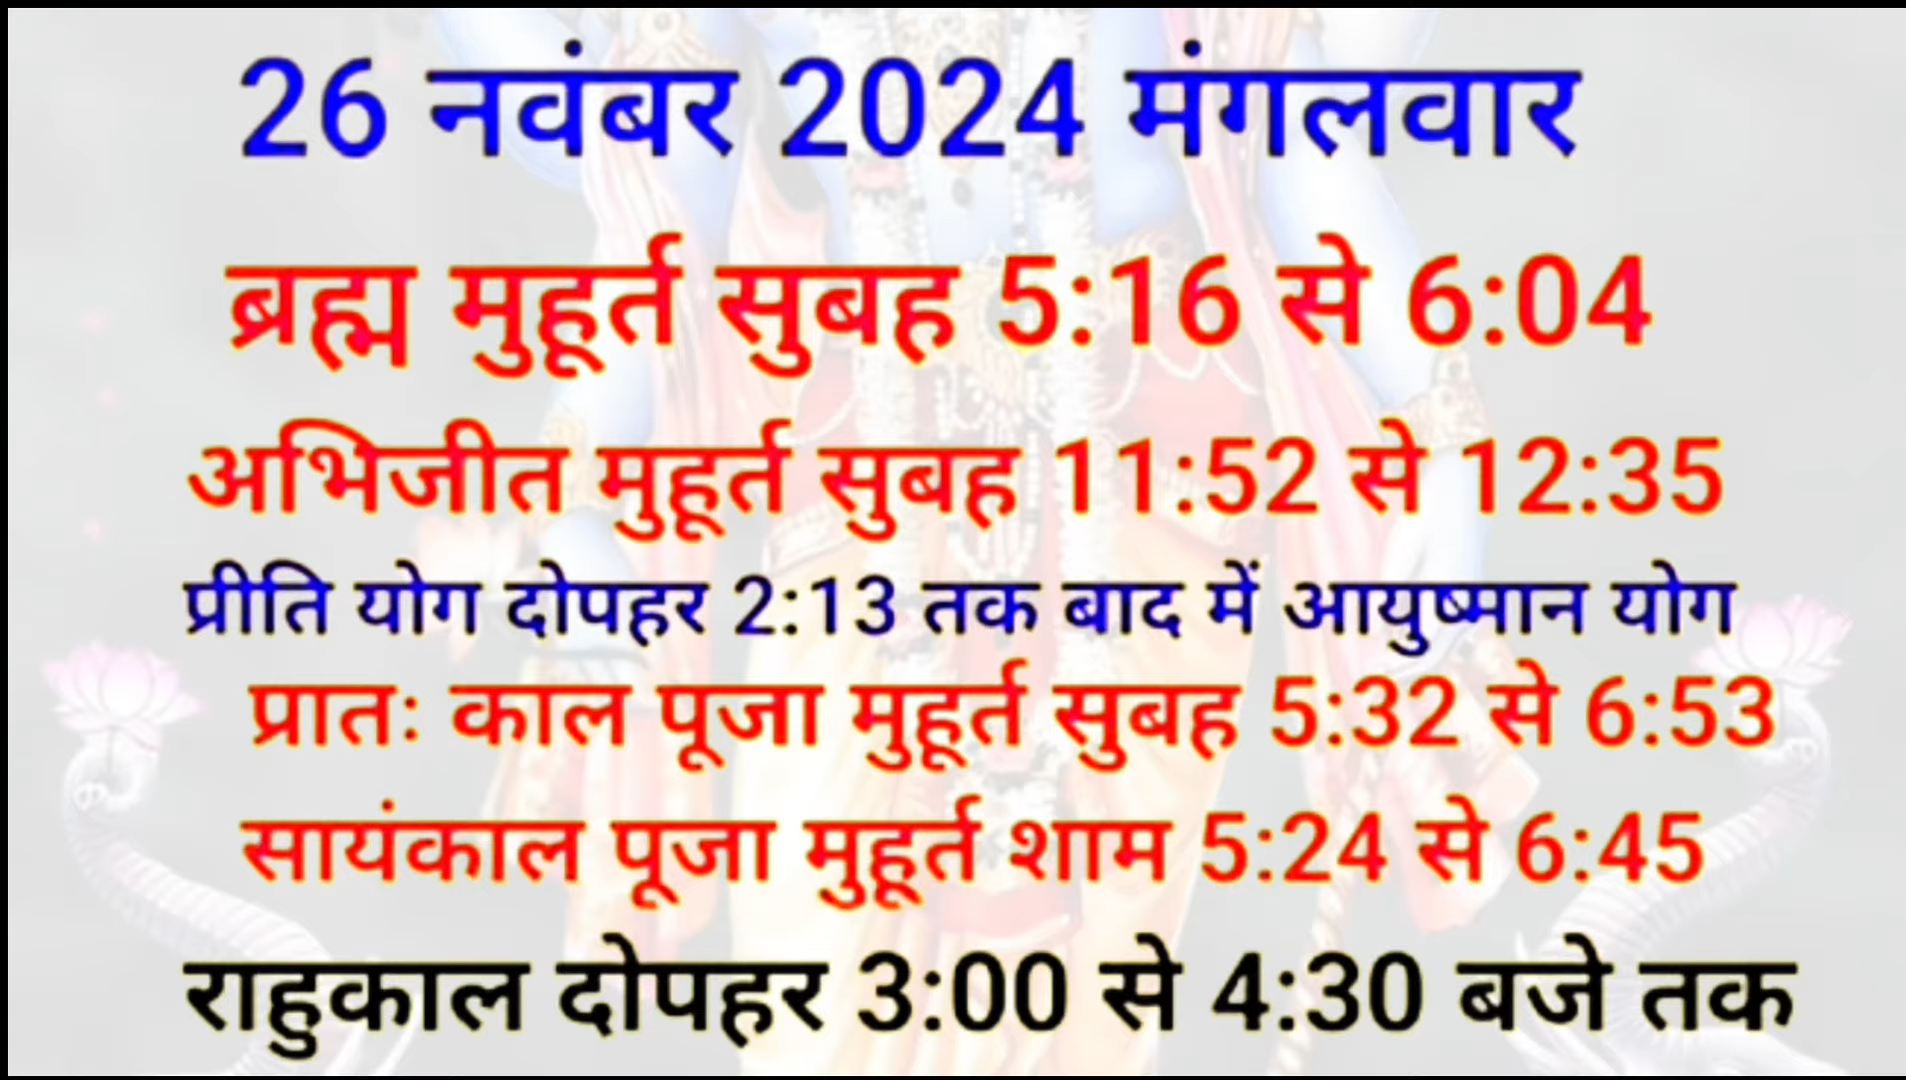 26 नवंबर 2024 मंगलवार
ब्रह्म मुहूर्त सुबह 5:16 से 6:04
अभिजीत मुहूर्त सुबह 11:52 से 12:35
प्रीति योग दोपहर 2:13 तक बाद में आयुष्मान योग
प्रातः काल पूजा मुहूर्त सुबह 5:32 से 6:53
सायंकाल पूजा मुहूर्त शाम 5:24 से 6:45
राहुकाल दोपहर 3:00 से 4:30 बजे तक